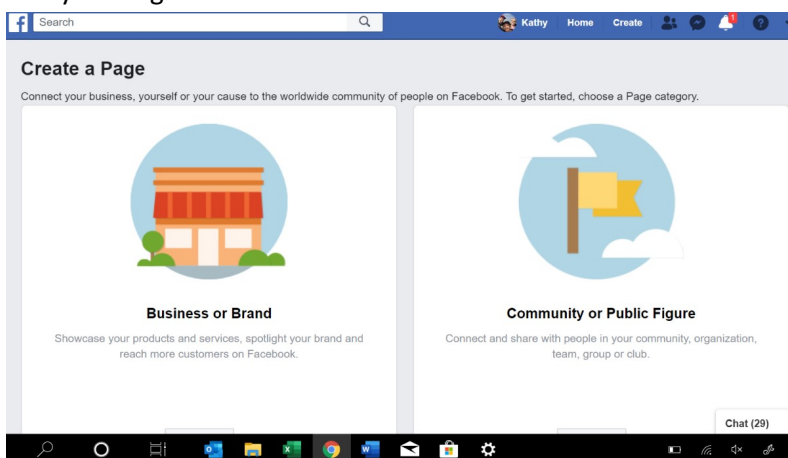 Search
Kathy Home Create
1
?
Create a Page
Connect your business, yourself or your cause to the worldwide community of people on Facebook. To get started, choose a Page category.
Business or Brand
Showcase your products and services, spotlight your brand and
reach more customers on Facebook.
Community or Public Figure
Connect and share with people in your community, organization,
team, group or club.
Chat (29)